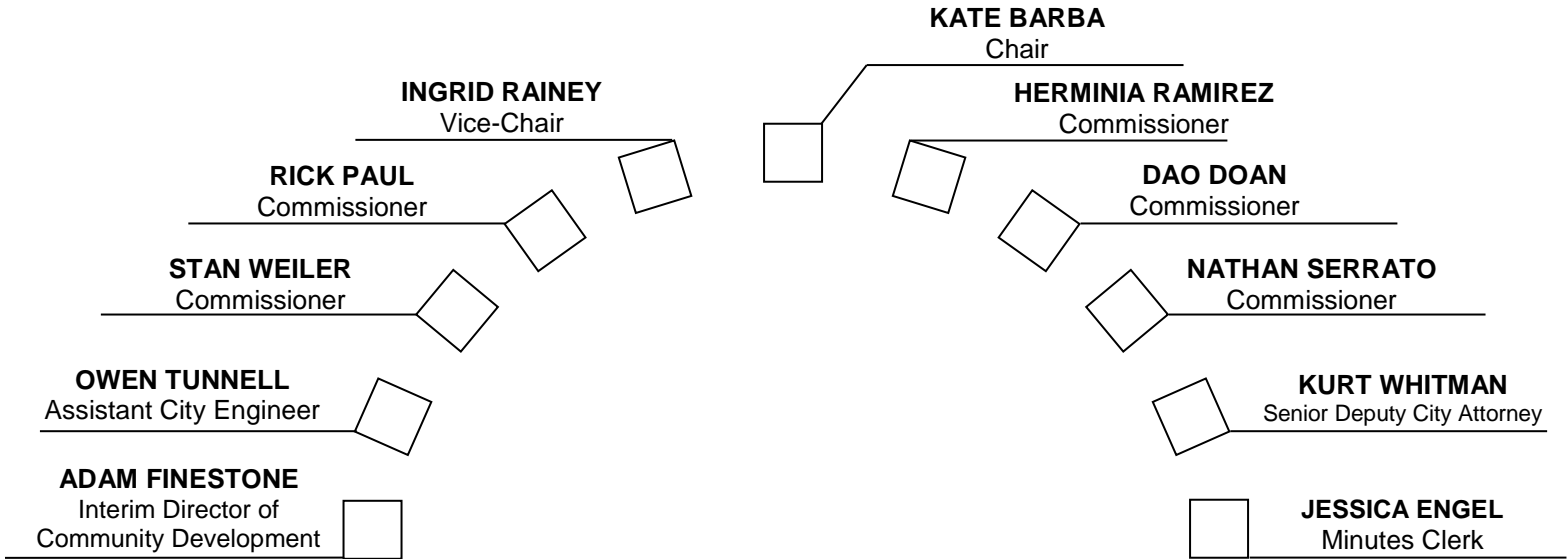 KATE BARBA
Chair
INGRID RAINEY
Vice-Chair
HERMINIA RAMIREZ
Commissioner
RICK PAUL
Commissioner
DAO DOAN
Commissioner
STAN WEILER
Commissioner
NATHAN SERRATO
Commissioner
OWEN TUNNELL
Assistant City Engineer
KURT WHITMAN
Senior Deputy City Attorney
ADAM FINESTONE
Interim Director of
Community Development
JESSICA ENGEL
Minutes Clerk